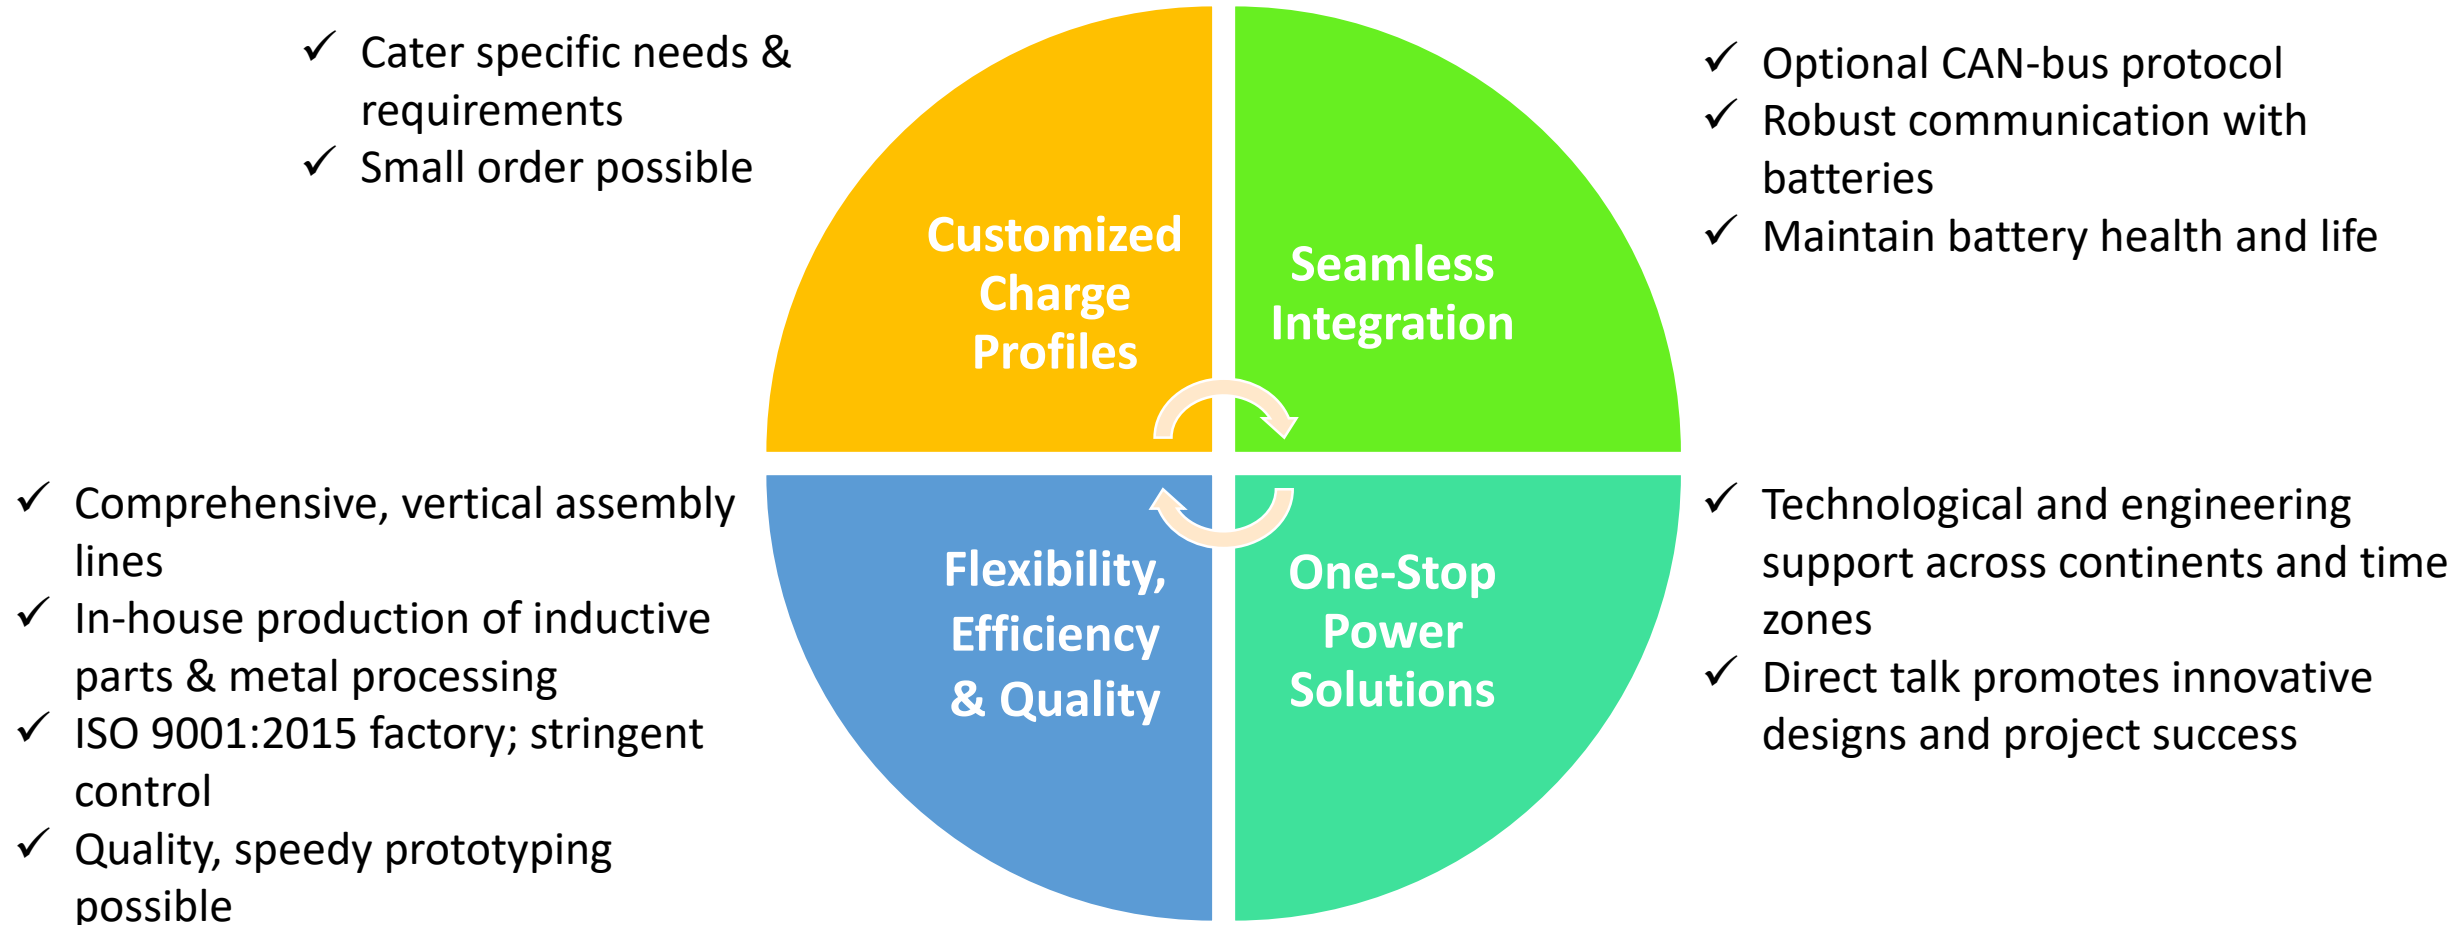 ✓ Cater specific needs &
requirements
✓ Small order possible
Customized
Charge
Profiles
Seamless
Integration
✓ Optional CAN-bus protocol
✓ Robust communication with
batteries
✓ Maintain battery health and life
✓ Comprehensive, vertical assembly
lines
✓ In-house production of inductive
parts & metal processing
✓ ISO 9001:2015 factory; stringent
control
✓ Quality, speedy prototyping
possible
Flexibility,
Efficiency
& Quality
One-Stop
Power
Solutions
✓ Technological and engineering
support across continents and time
zones
✓ Direct talk promotes innovative
designs and project success